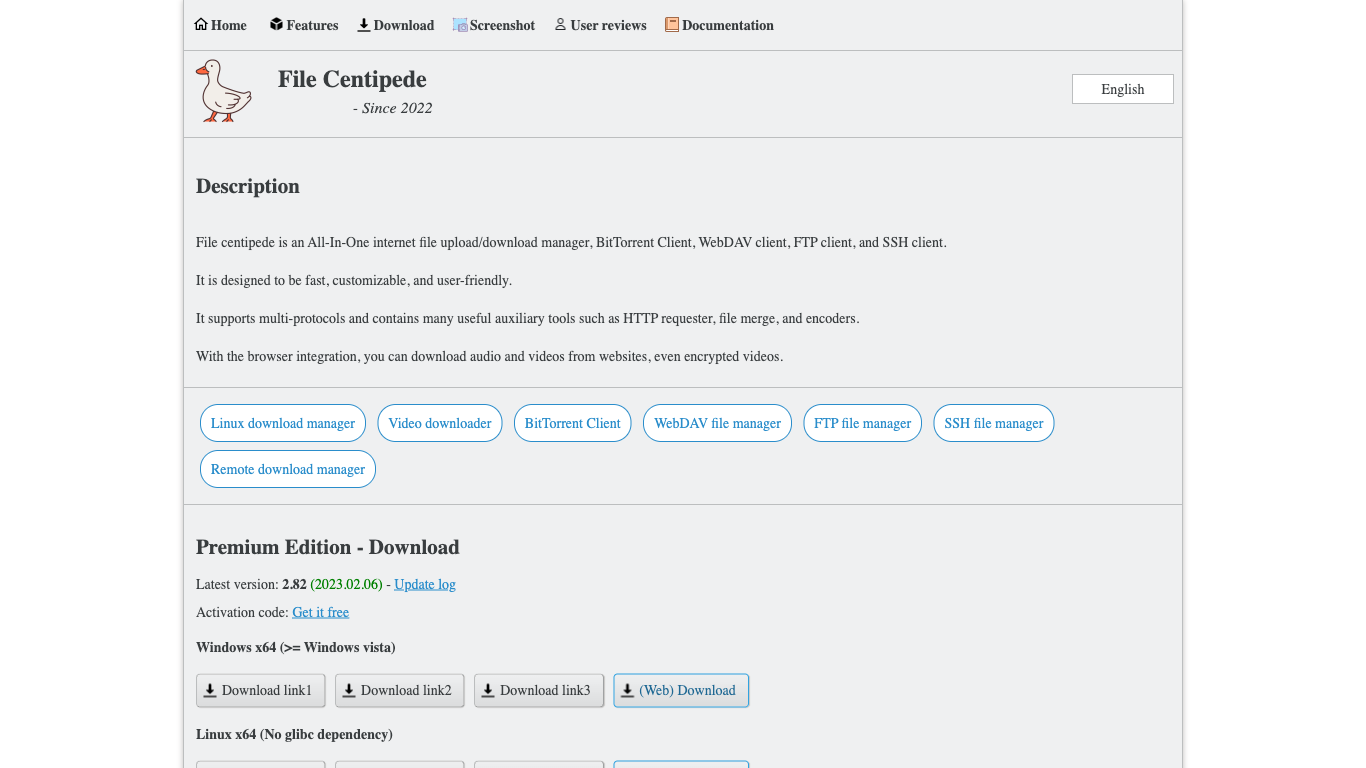 Home Features Download Screenshot User reviews Documentation
File Centipede
- Since 2022
English
Description
File centipede is an All-In-One internet file upload/download manager, BitTorrent Client, WebDAV client, FTP client, and SSH client.
It is designed to be fast, customizable, and user-friendly.
It supports multi-protocols and contains many useful auxiliary tools such as HTTP requester, file merge, and encoders.
With the browser integration, you can download audio and videos from websites, even encrypted videos.
Linux download manager Video downloader BitTorrent Client WebDAV file manager FTP file manager SSH file manager
Remote download manager
Premium Edition - Download
Latest version: 2.82 (2023.02.06) - Update log
Activation code: Get it free
Windows x64 (>= Windows vista)
Download link1 Download link2 Download link3 (Web) Download
Linux x64 (No glibc dependency)